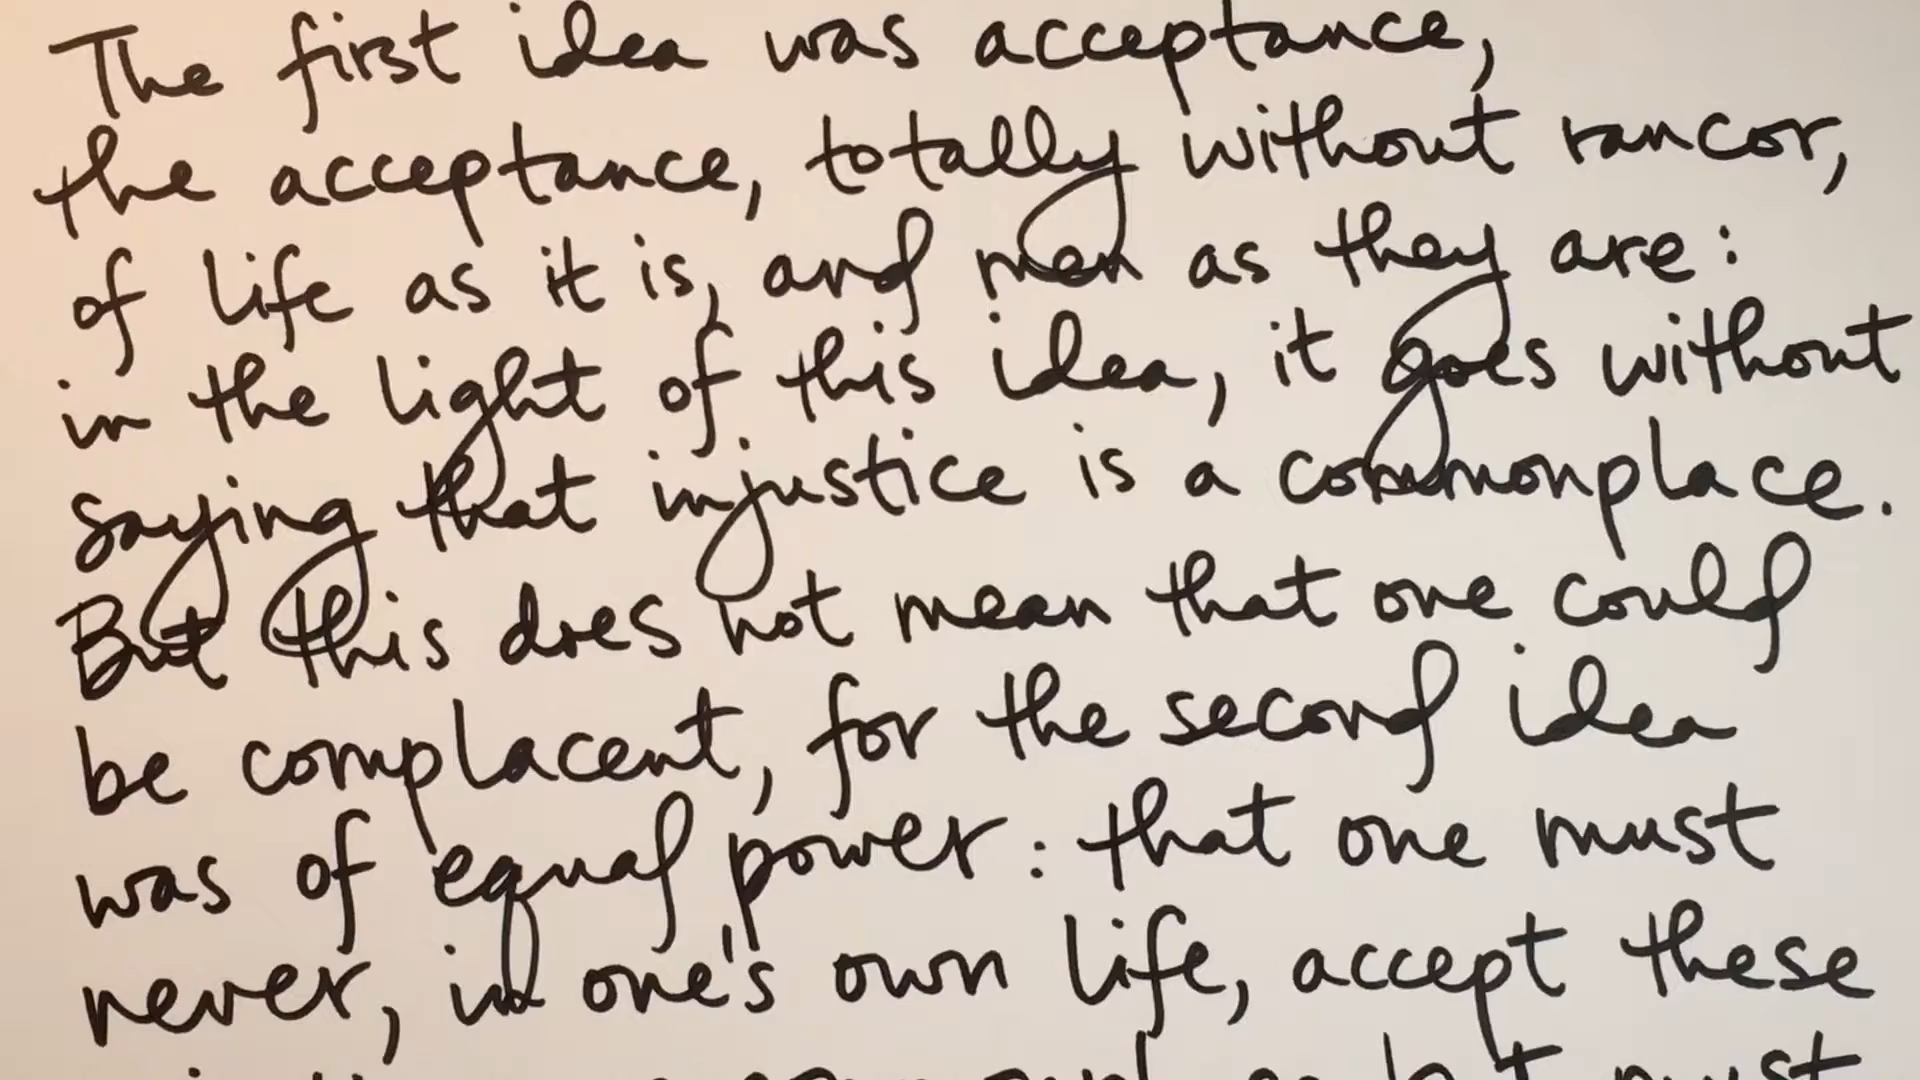 The first idea was acceptance,
the acceptance, totally without rancor,
of life as it is, and men as they are:
in the light of this idea, it goes without
saying that injustice is a commonplace.
But this does not mean that one could
be complacent, for the second idea
was of equal power: that one must
never, in one's own life, accept these
but must